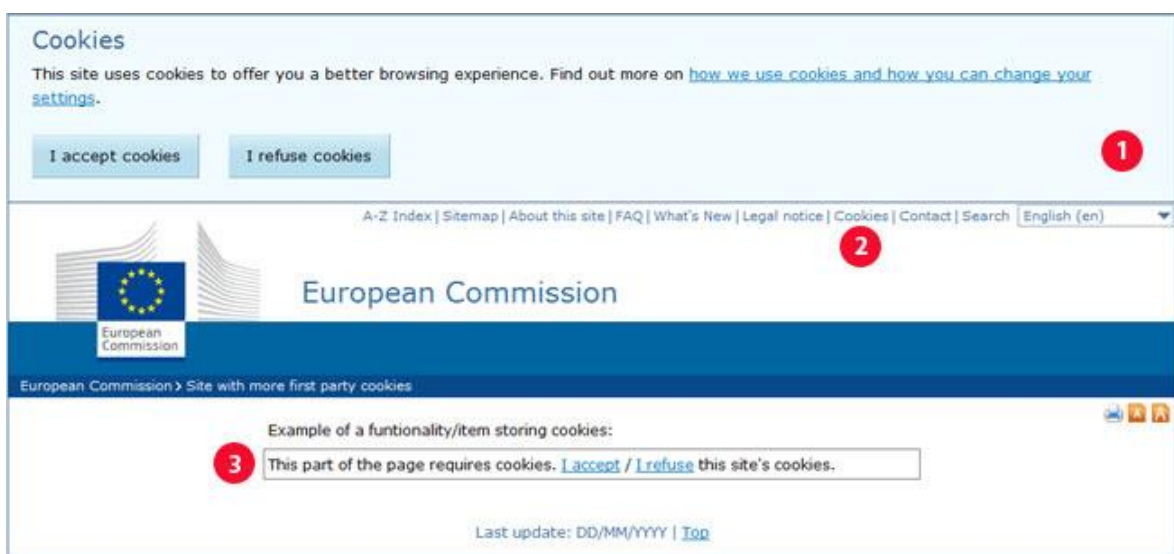 Cookies
This site uses cookies to offer you a better browsing experience. Find out more on how we use cookies and how you can change your
settings.
I accept cookies I refuse cookies
1
A-Z Index | Sitemap | About this site | FAQ | What's New | Legal notice | Cookies | Contact | Search English (en)
2
European Commission
European
Commission
European Commission > Site with more first party cookies
A A
Example of a funtionality/item storing cookies:
3 This part of the page requires cookies. I accept / I refuse this site's cookies.
Last update: DD/MM/YYYY | Top